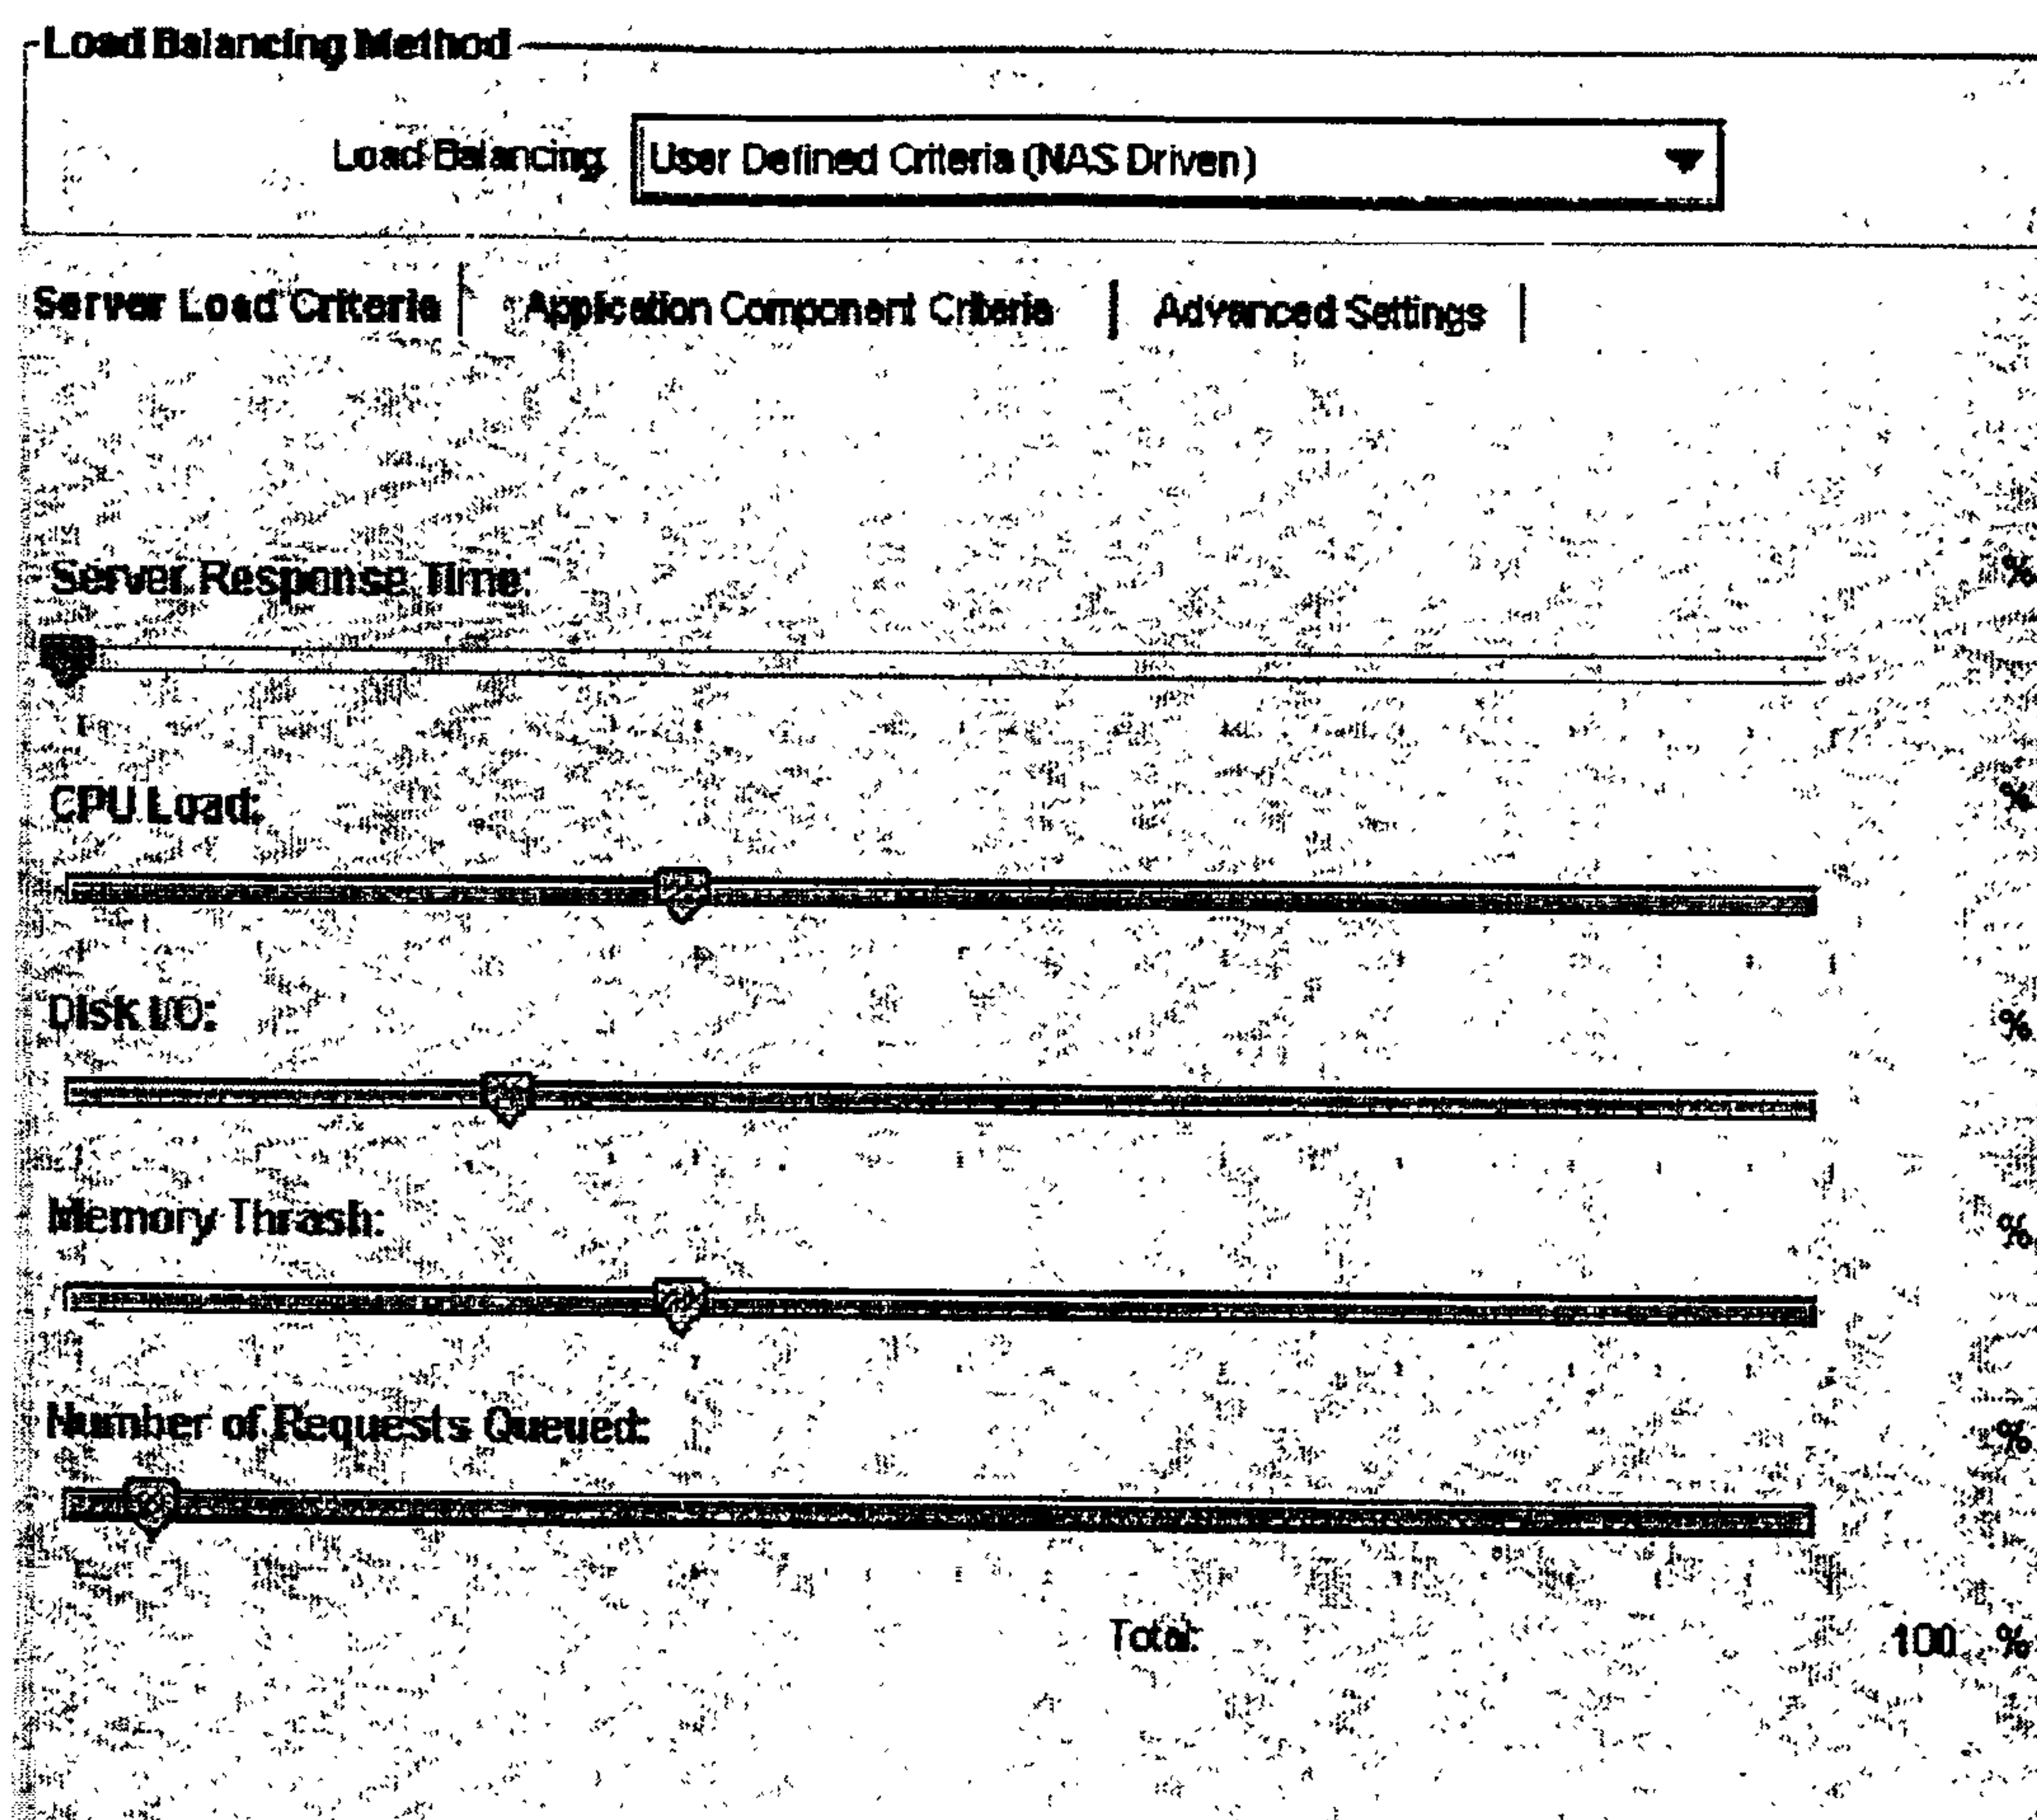 Load Balancing Method
Load Balancing User Defined Criteria (NAS Driven)
Server Load Criteria Application Component Criteria Advanced Settings
Server Response Time: %
CPU Load: %
Disk I/O: %
Memory Thrash: %
Number of Requests Queued: %
Total: 100 %